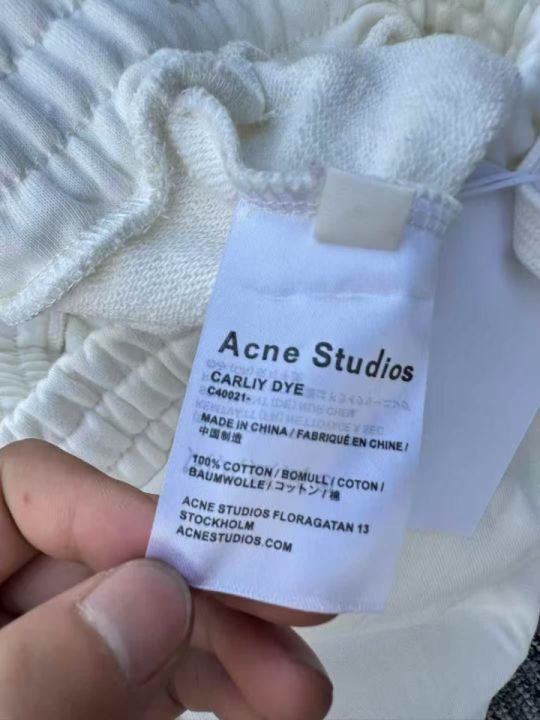 Acne Studios
CARLIY DYE
C40021-
MADE IN CHINA / FABRIQUÉ EN CHINE /
中国制造
100% COTTON / BOMULL / COTON /
BAUMWOLLE / コットン / 棉
ACNE STUDIOS FLORAGATAN 13
STOCKHOLM
ACNESTUDIOS.COM